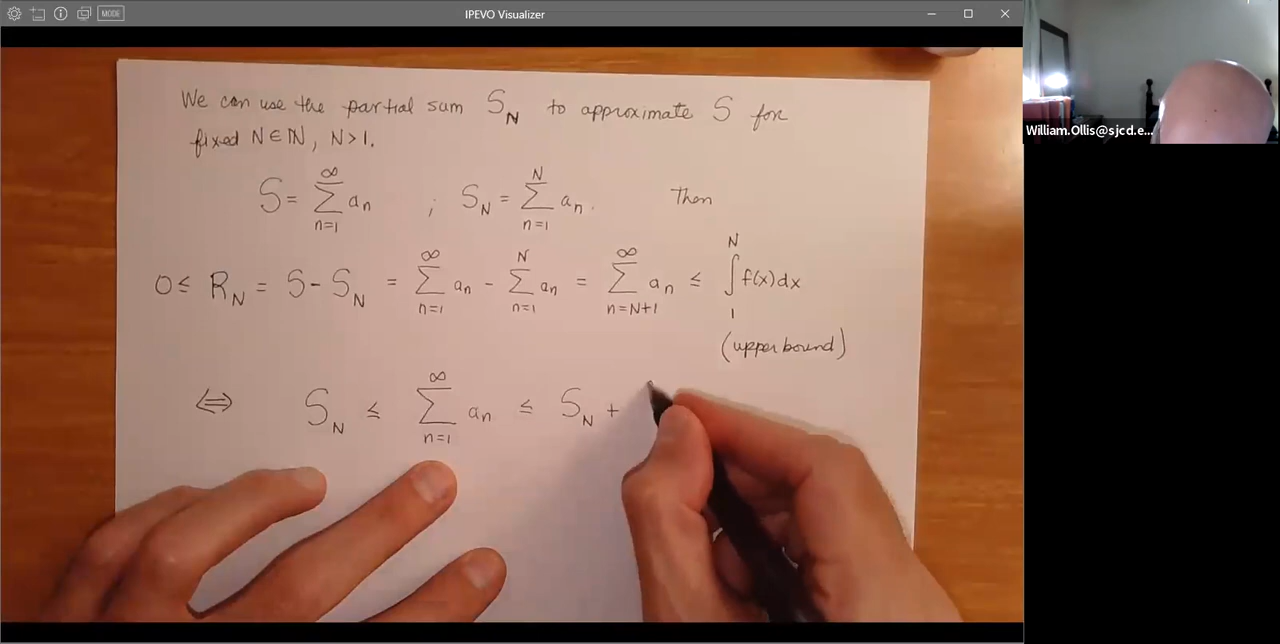 IPEVO Visualizer
MODE
William.Ollis@sjcd.e...
We can use the partial sum S_N to approximate S for
fixed N ∈ ℕ, N > 1.
S = ∑_{n=1}^{∞} a_n ; S_N = ∑_{n=1}^{N} a_n. Then
0 ≤ R_N = S - S_N = ∑_{n=1}^{∞} a_n - ∑_{n=1}^{N} a_n = ∑_{n=N+1}^{∞} a_n ≤ ∫_{1}^{N} f(x)dx
(upper bound)
⇔ S_N ≤ ∑_{n=1}^{∞} a_n ≤ S_N +